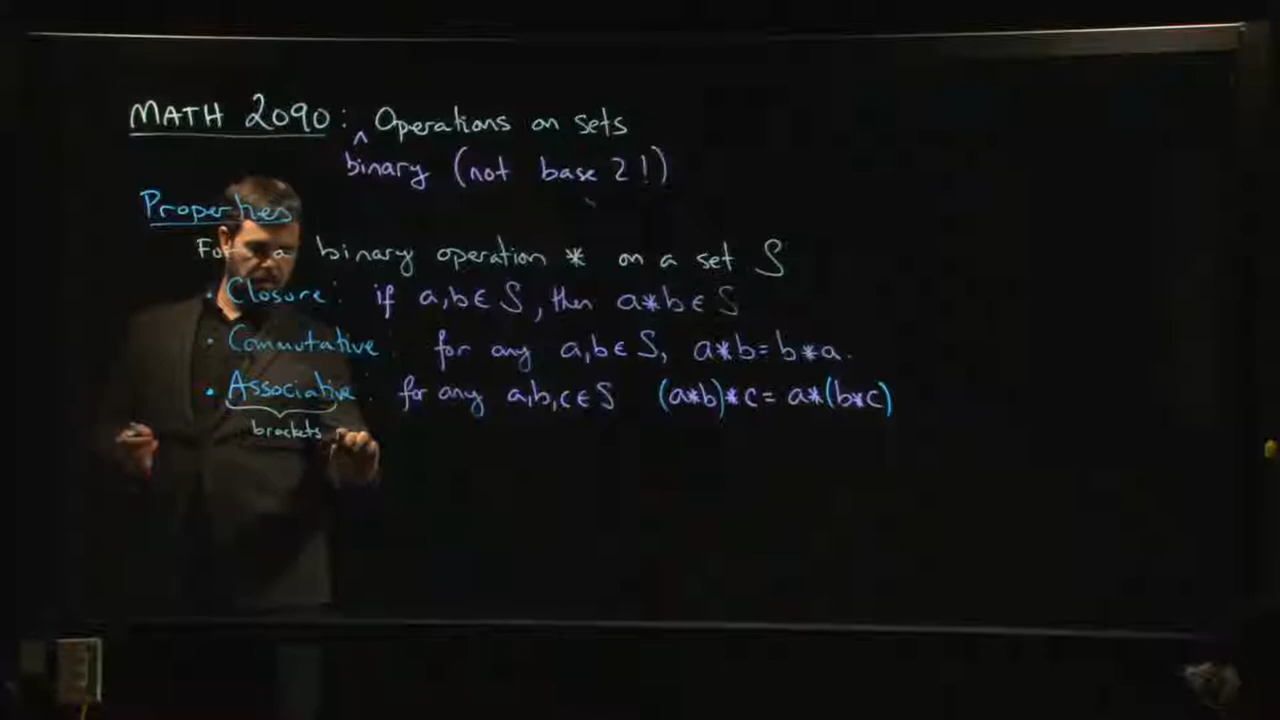 MATH 2090: Operations on sets
^ binary (not base 2!)
Properties
For a binary operation * on a set S
• Closure: if a,b ∈ S, then a*b ∈ S
• Commutative: for any a,b ∈ S, a*b = b*a.
• Associative: for any a,b,c ∈ S (a*b)*c = a*(b*c)
brackets